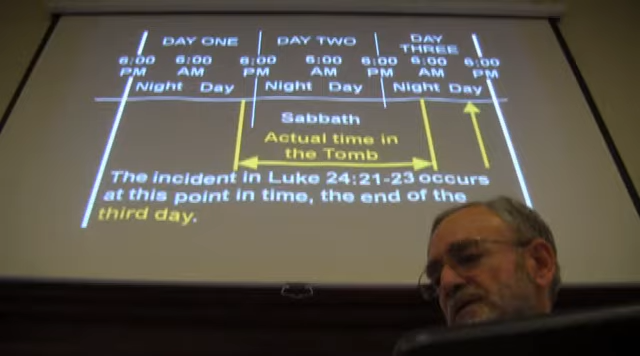 DAY ONE DAY TWO DAY THREE
6:00 PM 6:00 AM 6:00 PM 6:00 AM 6:00 PM 6:00 AM 6:00 PM
Night Day Night Day Night Day
Sabbath
Actual time in
the Tomb
The incident in Luke 24:21-23 occurs
at this point in time, the end of the
third day.